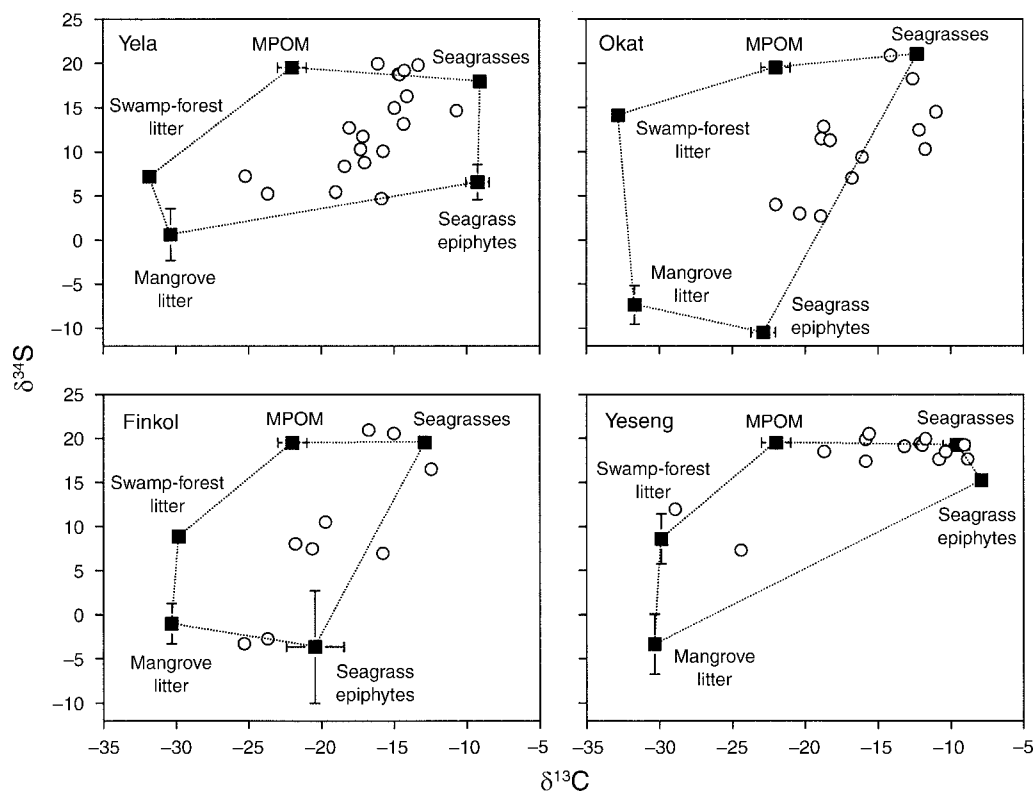 Yela
MPOM
Seagrasses
Swamp-forest
litter
Mangrove
litter
Seagrass
epiphytes
25
20
15
10
5
0
−5
−10
Okat
MPOM
Seagrasses
Swamp-forest
litter
Mangrove
litter
Seagrass
epiphytes
δ³⁴S
Finkol
MPOM
Seagrasses
Swamp-forest
litter
Mangrove
litter
Seagrass
epiphytes
25
20
15
10
5
0
−5
−10
−35
−30
−25
−20
−15
−10
−5
Yeseng
MPOM
Seagrasses
Swamp-forest
litter
Seagrass
epiphytes
Mangrove
litter
−35
−30
−25
−20
−15
−10
−5
δ¹³C